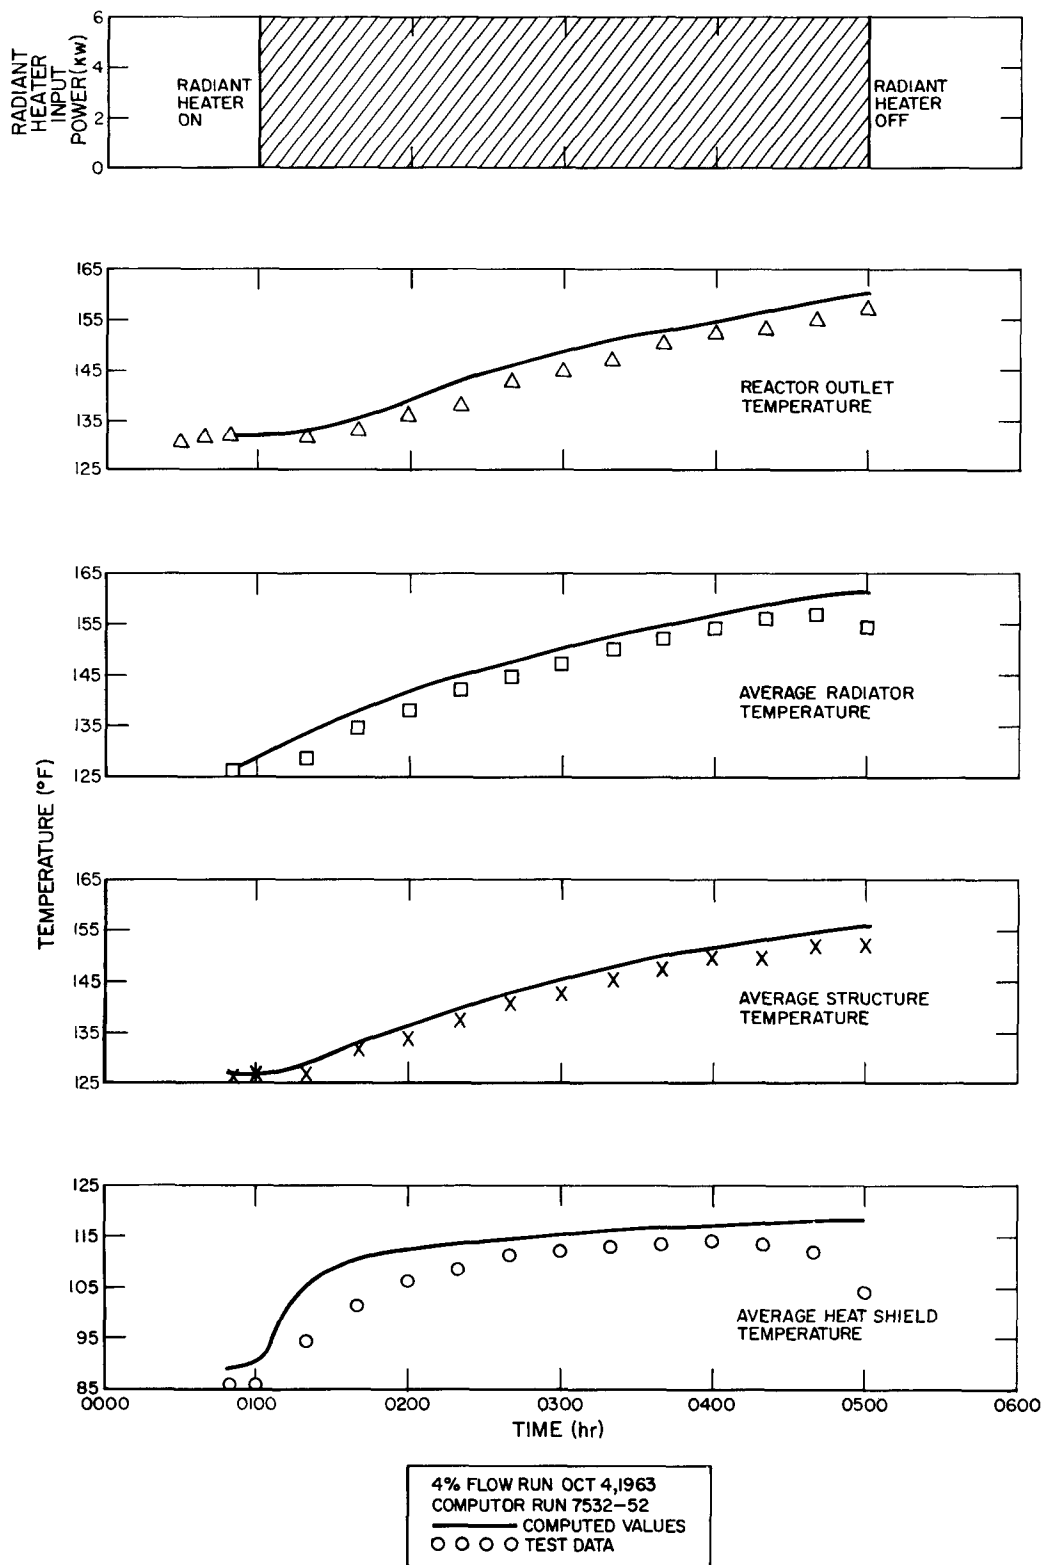 RADIANT
HEATER
INPUT
POWER (KW)
6
4
2
0
RADIANT
HEATER
ON
RADIANT
HEATER
OFF
165
155
145
135
125
REACTOR OUTLET
TEMPERATURE
165
155
145
135
125
AVERAGE RADIATOR
TEMPERATURE
TEMPERATURE (°F)
165
155
145
135
125
AVERAGE STRUCTURE
TEMPERATURE
125
115
105
95
85
AVERAGE HEAT SHIELD
TEMPERATURE
0000 0100 0200 0300 0400 0500 0600
TIME (hr)
4% FLOW RUN OCT 4,1963
COMPUTOR RUN 7532-52
COMPUTED VALUES
TEST DATA